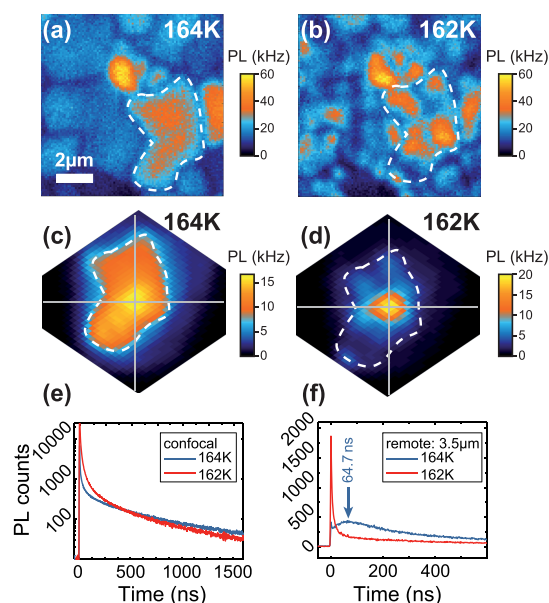 (a) 164K
PL (kHz)
60
40
20
0
2μm
(b) 162K
PL (kHz)
60
40
20
0
(c) 164K
PL (kHz)
15
10
5
0
(d) 162K
PL (kHz)
20
15
10
5
0
(e)
confocal
164K
162K
10000
1000
100
PL counts
0 500 1000 1500
Time (ns)
(f)
remote: 3.5μm
164K
162K
64.7 ns
2000
1500
1000
500
0
0 200 400
Time (ns)